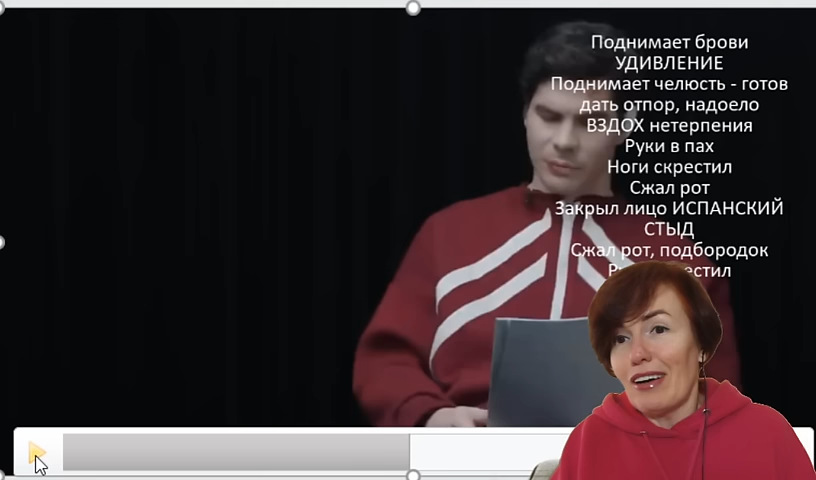 Поднимает брови
УДИВЛЕНИЕ
Поднимает челюсть - готов
дать отпор, надоело
ВЗДОХ нетерпения
Руки в пах
Ноги скрестил
Сжал рот
Закрыл лицо ИСПАНСКИЙ
СТЫД
Сжал рот, подбородок